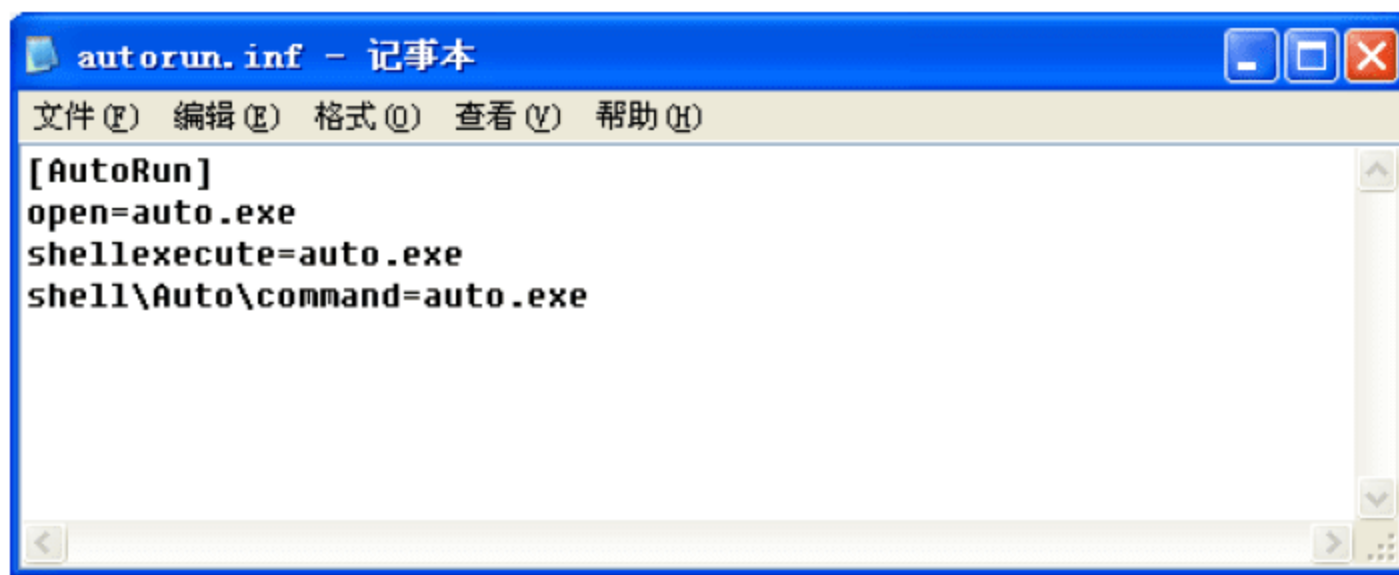 autorun.inf - 记事本
文件(F) 编辑(E) 格式(O) 查看(V) 帮助(H)
[AutoRun]
open=auto.exe
shellexecute=auto.exe
shell\Auto\command=auto.exe